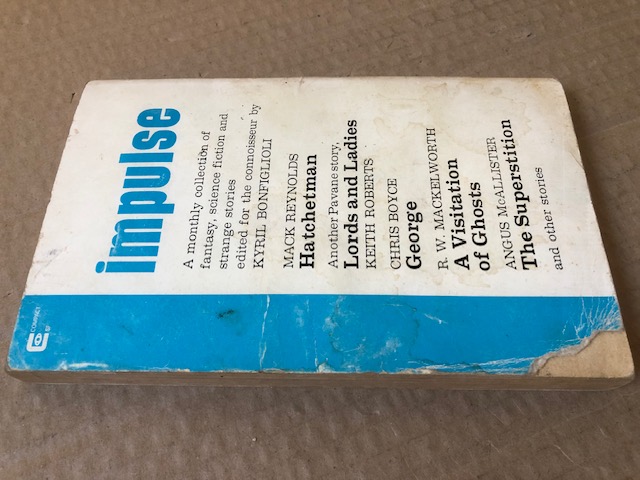 impulse
A monthly collection of
fantasy, science fiction and
strange stories
edited for the connoisseur by
KYRIL BONFIGLIOLI
MACK REYNOLDS
Hatchetman
Another Pavane story,
Lords and Ladies
KEITH ROBERTS
CHRIS BOYCE
George
R. W. MACKELWORTH
A Visitation
of Ghosts
ANGUS McALLISTER
The Superstition
and other stories
COMPACT
SF